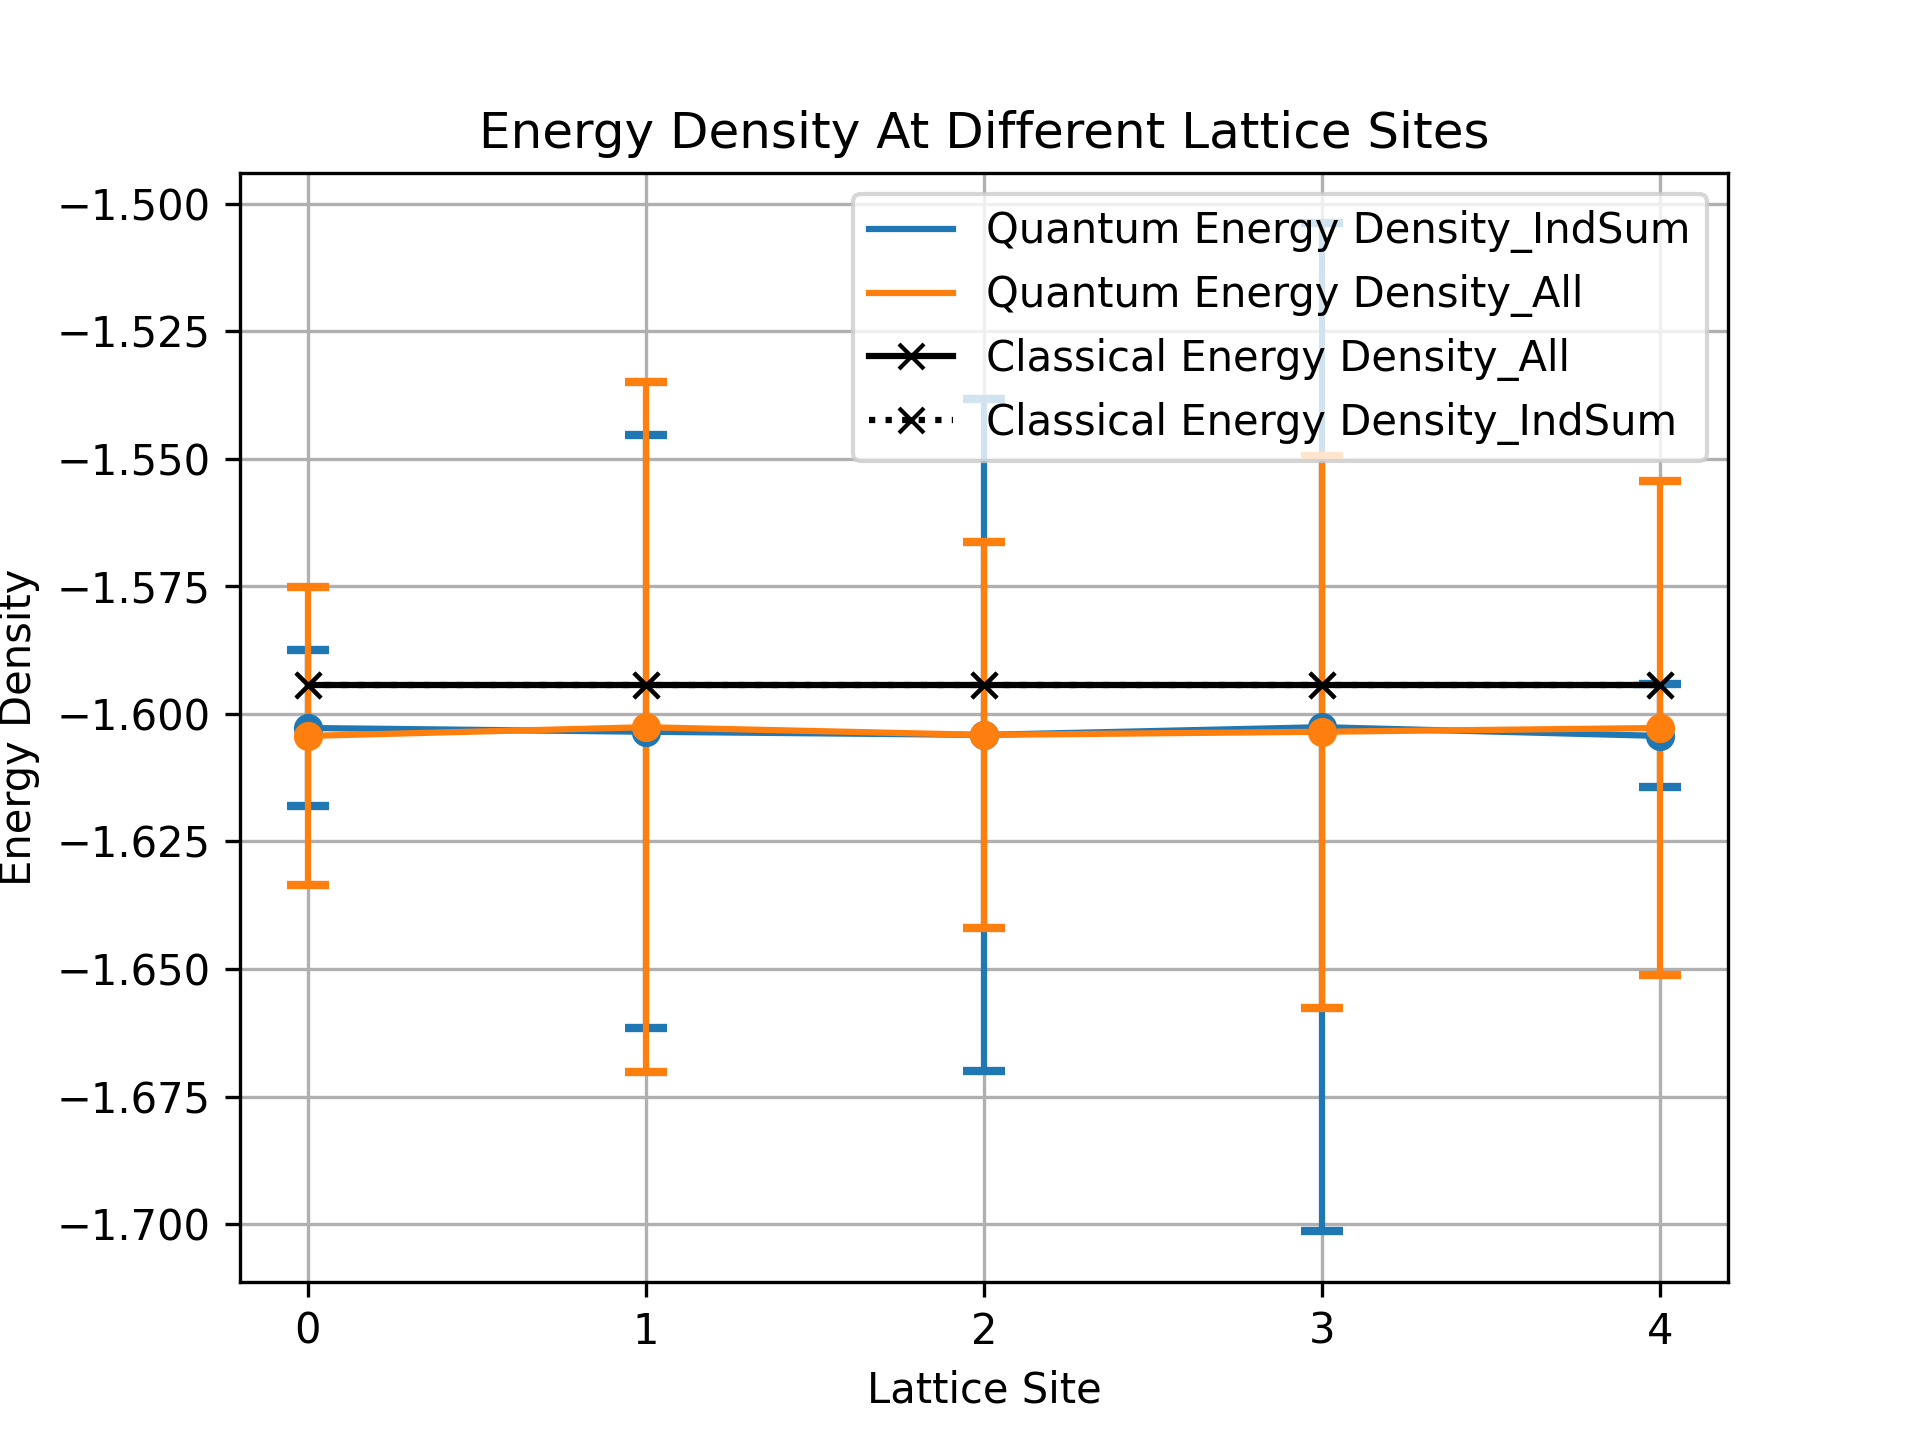 Energy Density At Different Lattice Sites
−1.500
−1.525
−1.550
−1.575
−1.600
−1.625
−1.650
−1.675
−1.700
Energy Density
Quantum Energy Density_IndSum
Quantum Energy Density_All
Classical Energy Density_All
Classical Energy Density_IndSum
0 1 2 3 4
Lattice Site